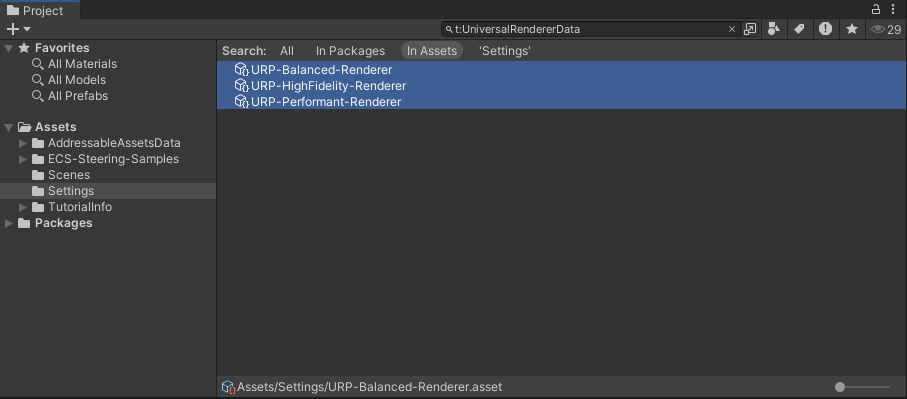 Project
t:UniversalRendererData
29
Favorites
All Materials
All Models
All Prefabs
Assets
AddressableAssetsData
ECS-Steering-Samples
Scenes
Settings
TutorialInfo
Packages
Search: All In Packages In Assets 'Settings'
URP-Balanced-Renderer
URP-HighFidelity-Renderer
URP-Performant-Renderer
Assets/Settings/URP-Balanced-Renderer.asset